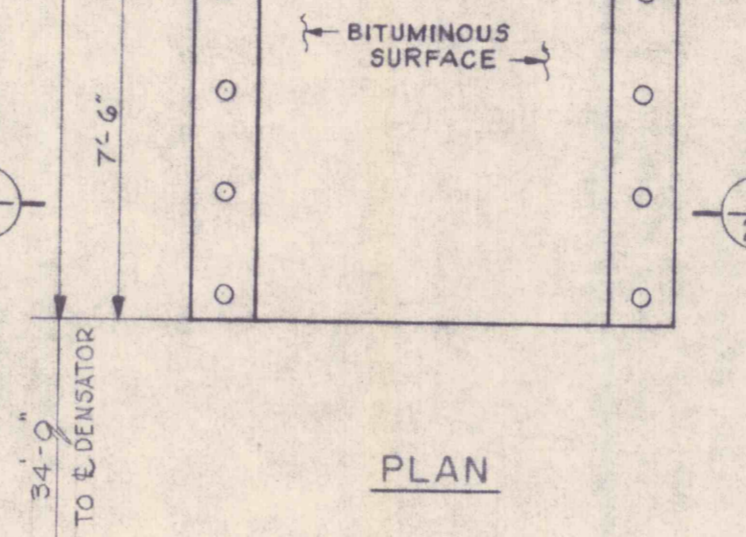 BITUMINOUS
SURFACE
7'-6"
34'-9"
TO ℄ DENSATOR
PLAN